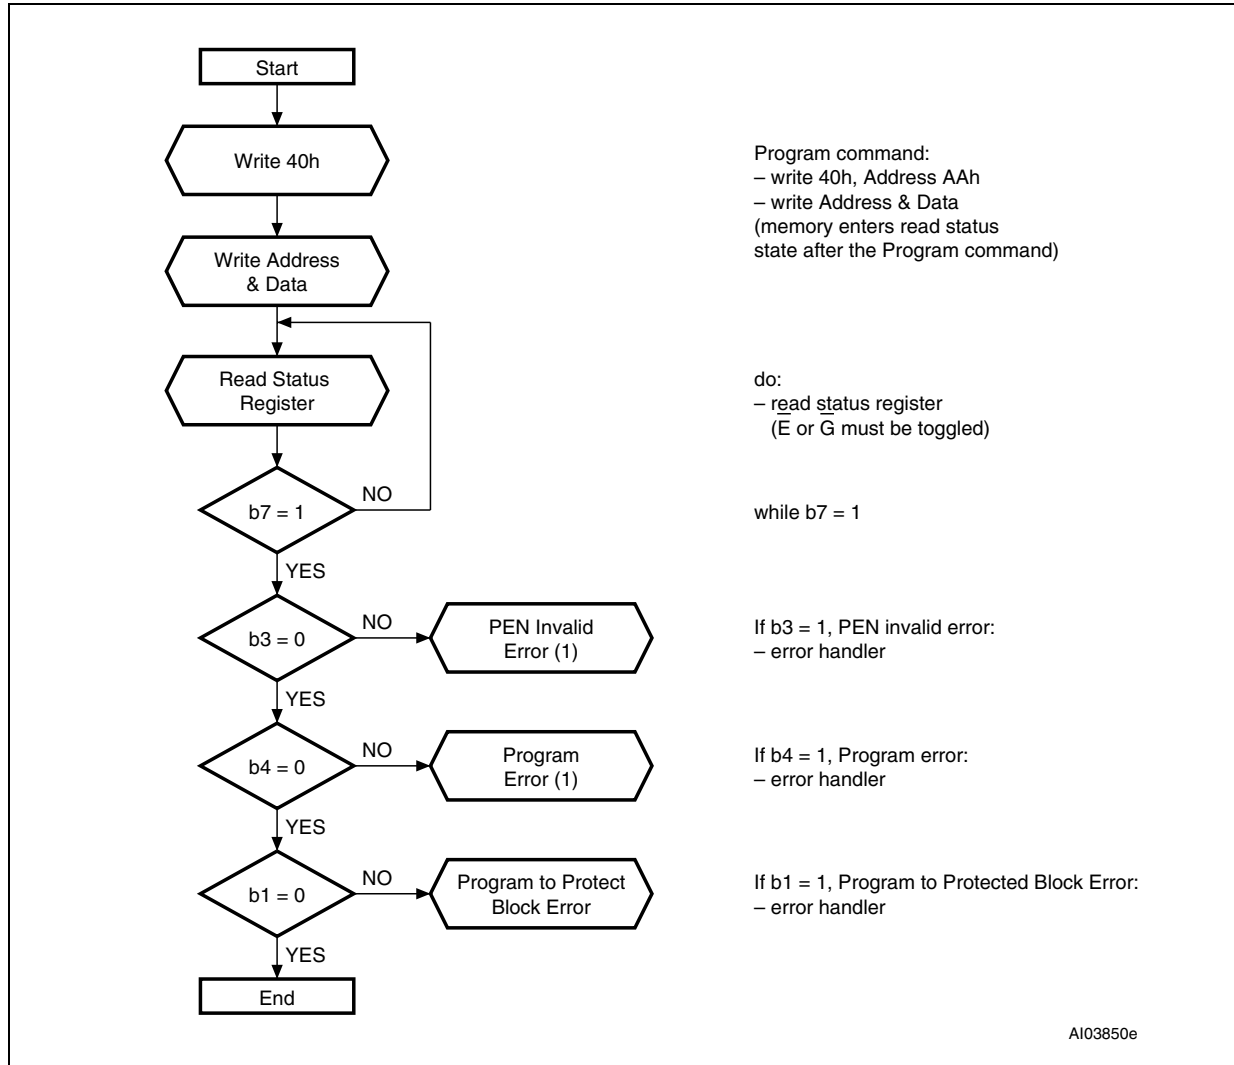 Start
Write 40h
Program command:
– write 40h, Address AAh
– write Address & Data
(memory enters read status
state after the Program command)
Write Address
& Data
Read Status
Register
do:
– read status register
(E̅ or G̅ must be toggled)
b7 = 1
NO
while b7 = 1
YES
b3 = 0
NO
PEN Invalid
Error (1)
If b3 = 1, PEN invalid error:
– error handler
YES
b4 = 0
NO
Program
Error (1)
If b4 = 1, Program error:
– error handler
YES
b1 = 0
NO
Program to Protect
Block Error
If b1 = 1, Program to Protected Block Error:
– error handler
YES
End
AI03850e